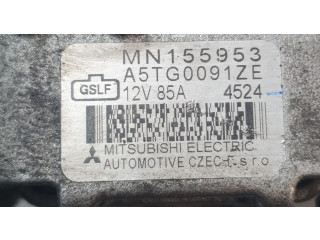 MN155953
GSLF A5TG0091ZE
12V 85A 4524
MITSUBISHI ELECTRIC
AUTOMOTIVE CZECH s.r.o